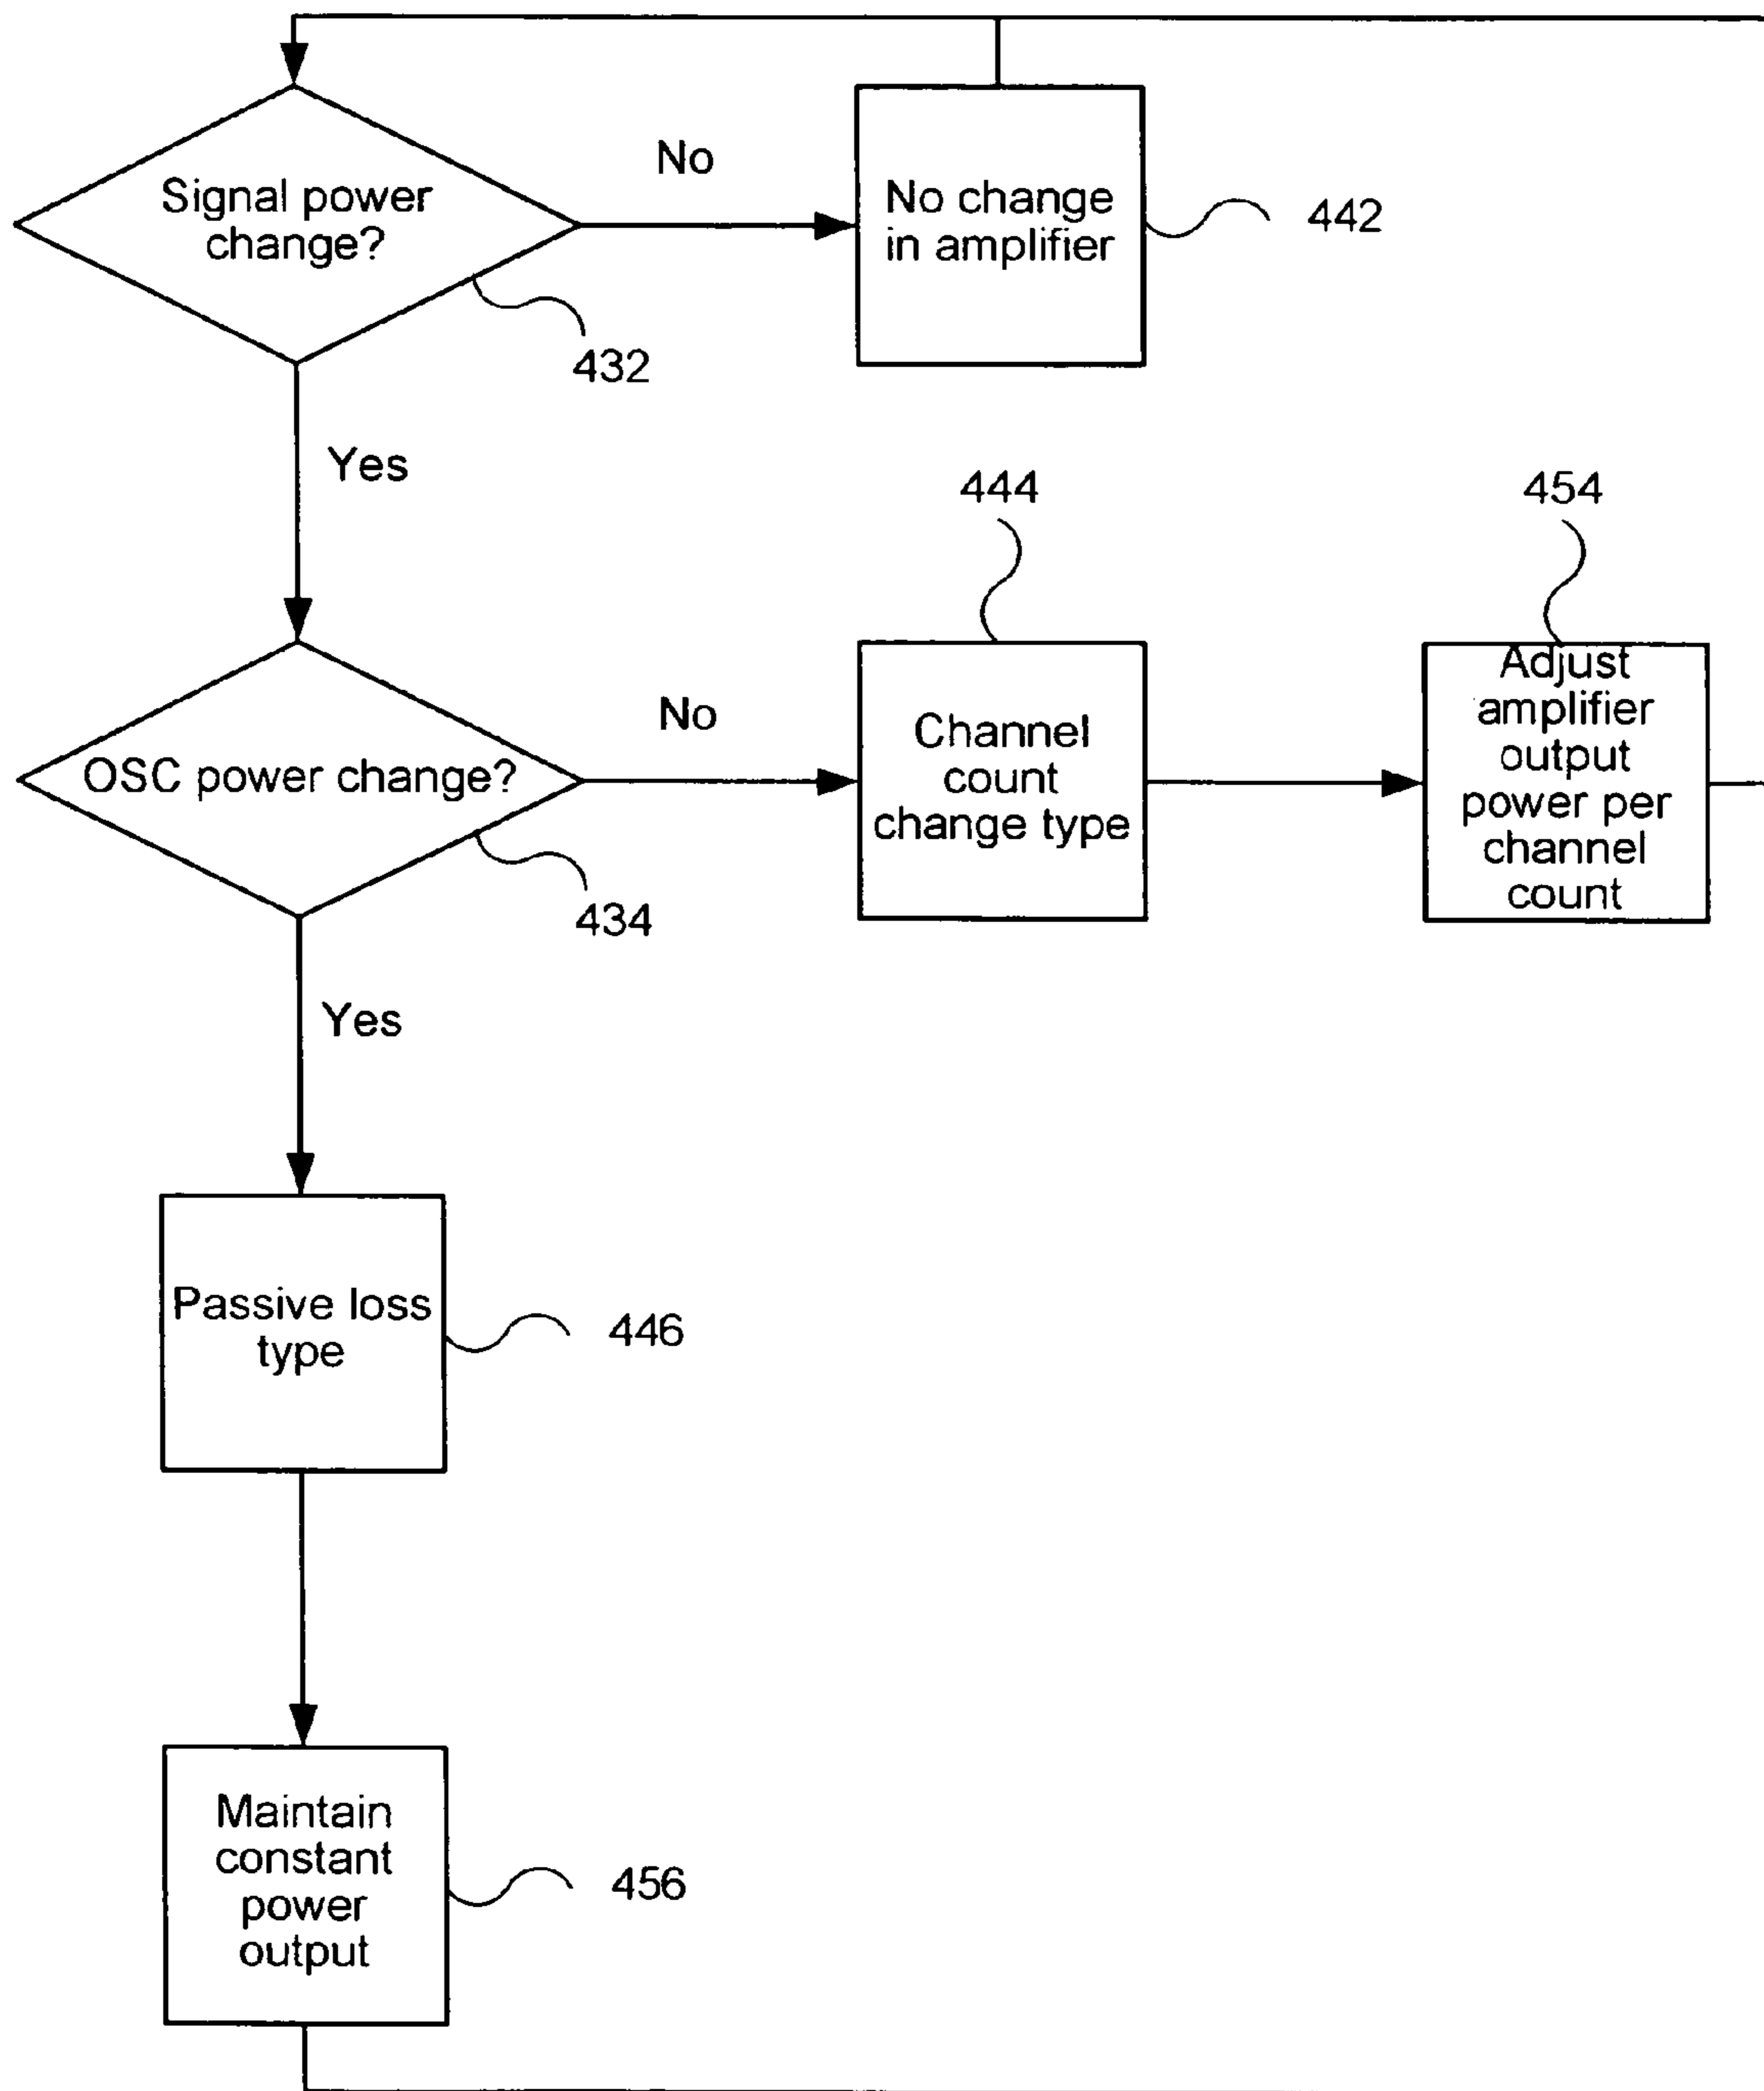 Signal power
change?
No
No change
in amplifier
442
432
Yes
444
454
OSC power change?
No
Channel
count
change type
Adjust
amplifier
output
power per
channel
count
434
Yes
Passive loss
type
446
Maintain
constant
power
output
456